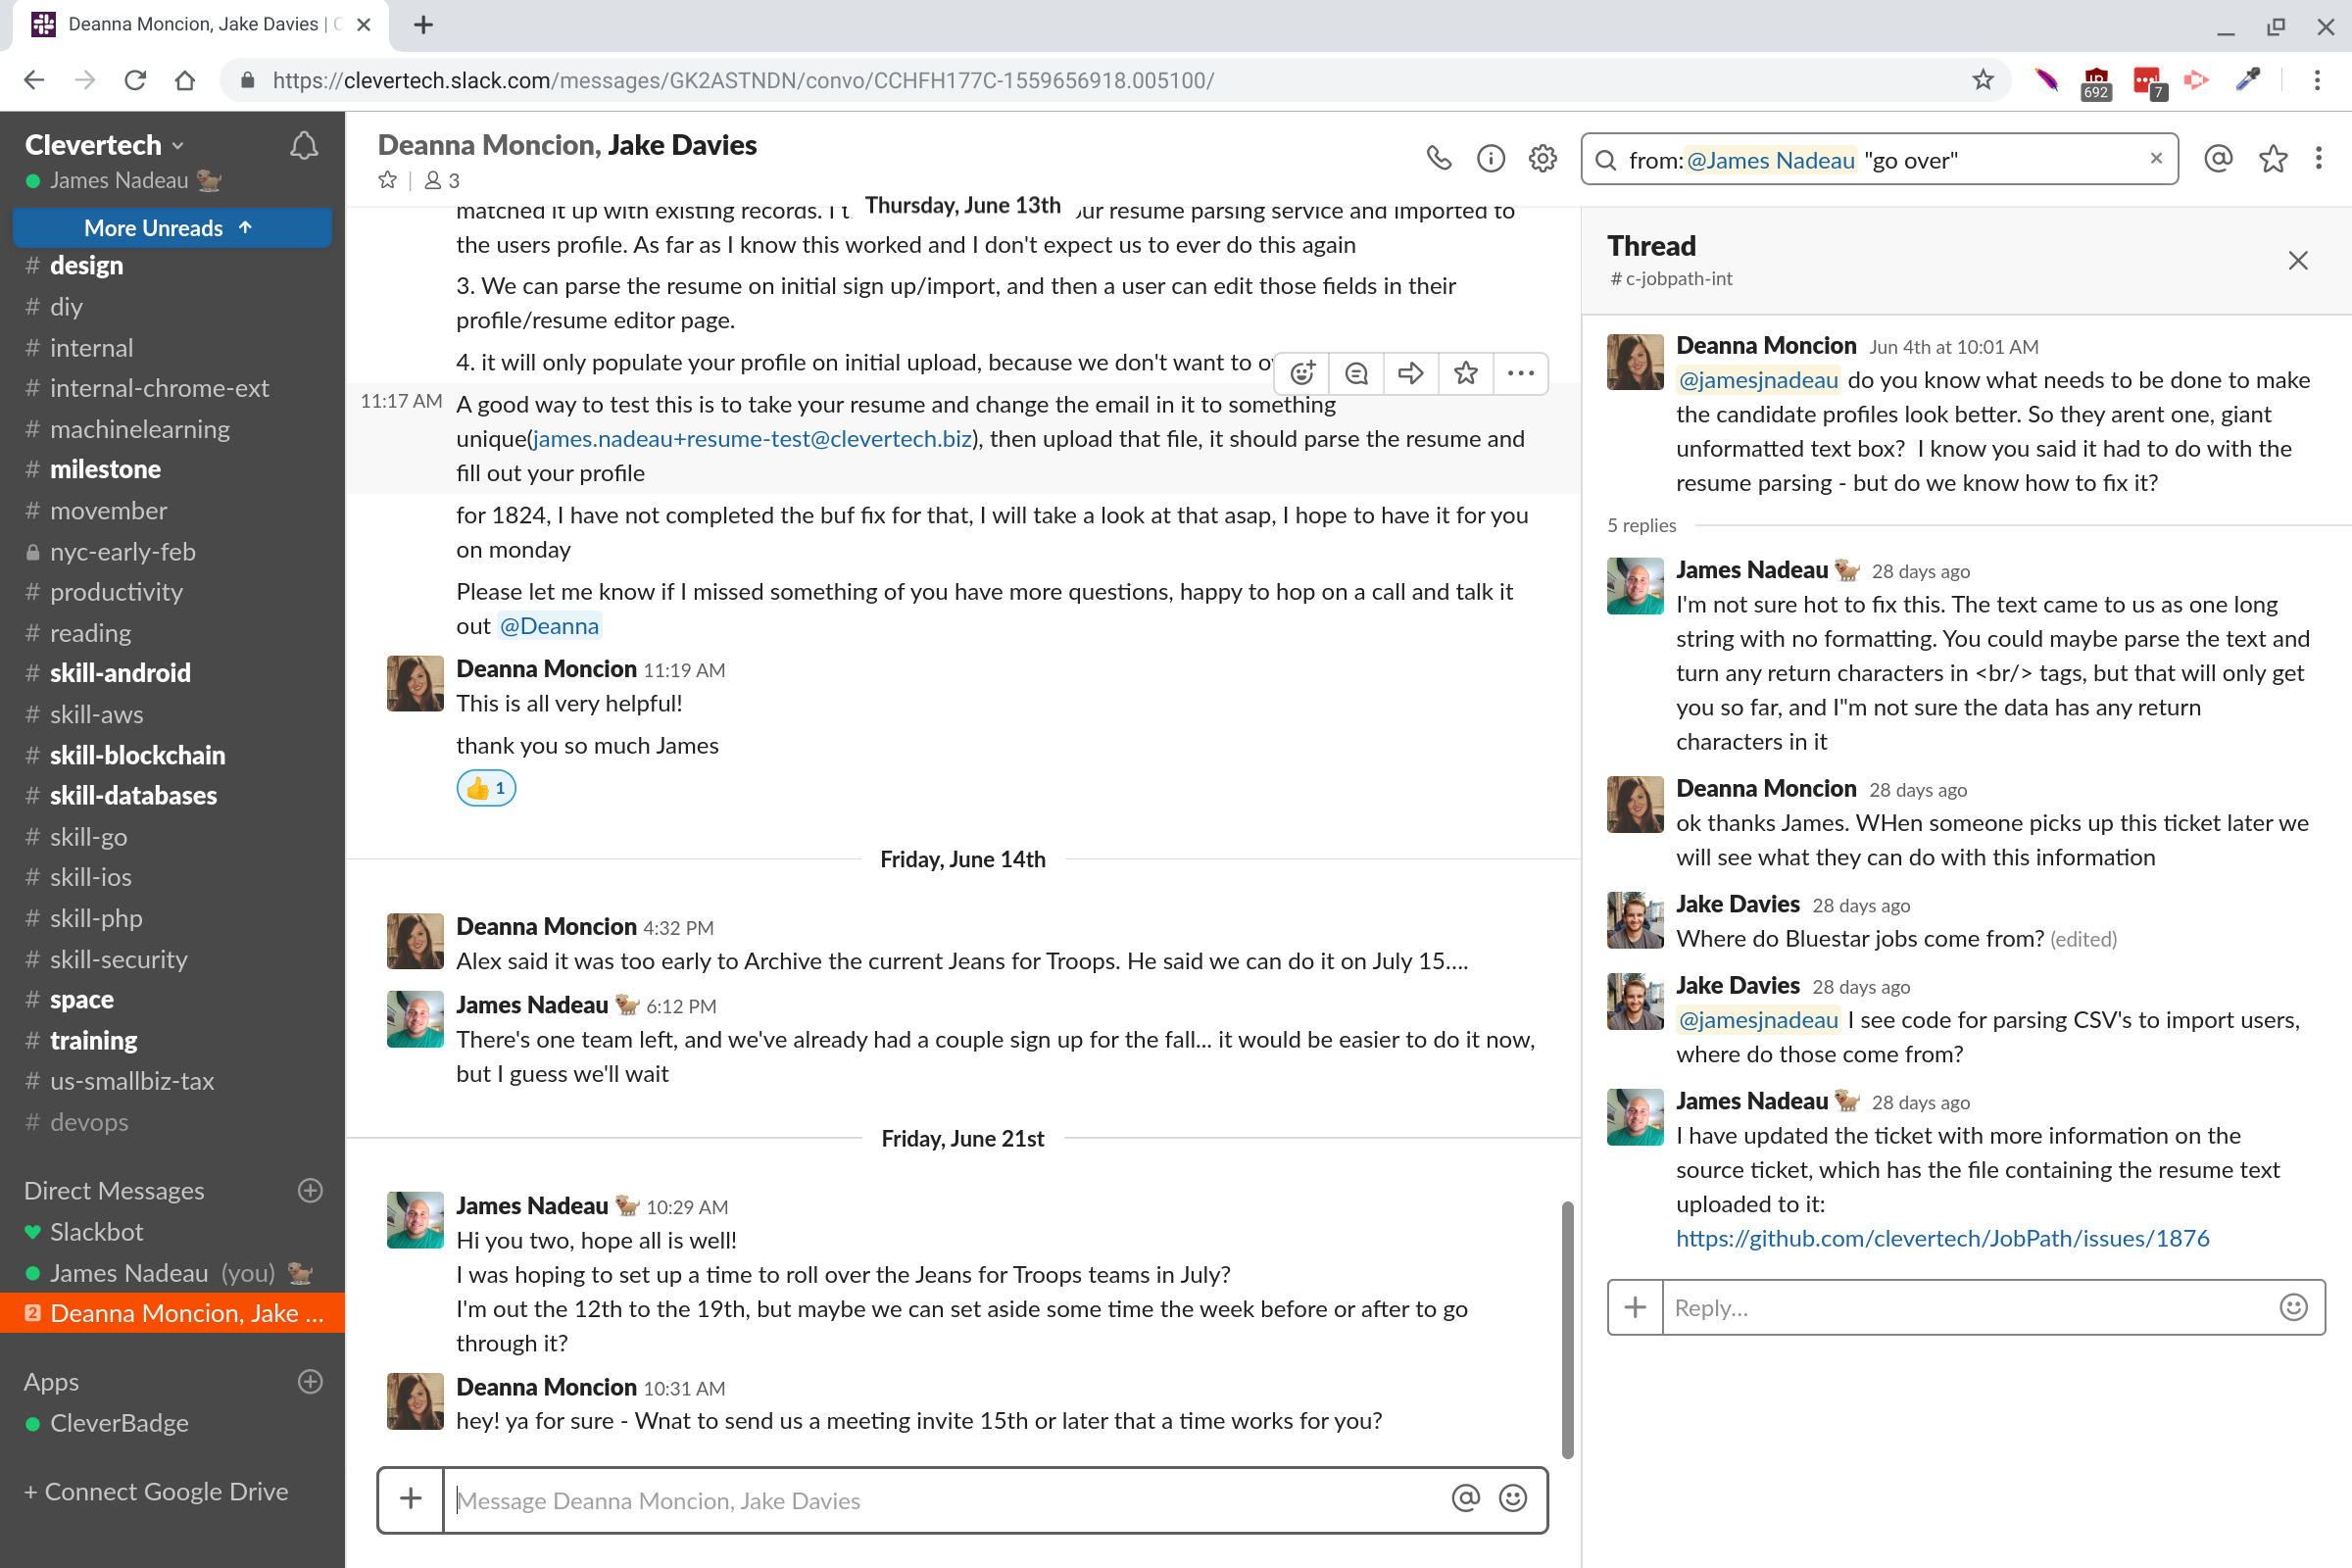 Deanna Moncion, Jake Davies |
https://clevertech.slack.com/messages/GK2ASTNDN/convo/CCHFH177C-1559656918.005100/
692
7
Clevertech
James Nadeau
More Unreads ↑
# design
# diy
# internal
# internal-chrome-ext
# machinelearning
# milestone
# movember
nyc-early-feb
# productivity
# reading
# skill-android
# skill-aws
# skill-blockchain
# skill-databases
# skill-go
# skill-ios
# skill-php
# skill-security
# space
# training
# us-smallbiz-tax
# devops
Direct Messages
Slackbot
James Nadeau (you)
2 Deanna Moncion, Jake ...
Apps
CleverBadge
+ Connect Google Drive
Deanna Moncion, Jake Davies
3
from:@James Nadeau "go over"
Thursday, June 13th
matched it up with existing records. I resume parsing service and imported to
the users profile. As far as I know this worked and I don't expect us to ever do this again
3. We can parse the resume on initial sign up/import, and then a user can edit those fields in their
profile/resume editor page.
4. it will only populate your profile on initial upload, because we don't want to
11:17 AM A good way to test this is to take your resume and change the email in it to something
unique(james.nadeau+resume-test@clevertech.biz), then upload that file, it should parse the resume and
fill out your profile
for 1824, I have not completed the buf fix for that, I will take a look at that asap, I hope to have it for you
on monday
Please let me know if I missed something of you have more questions, happy to hop on a call and talk it
out @Deanna
Deanna Moncion 11:19 AM
This is all very helpful!
thank you so much James
1
Friday, June 14th
Deanna Moncion 4:32 PM
Alex said it was too early to Archive the current Jeans for Troops. He said we can do it on July 15....
James Nadeau 6:12 PM
There's one team left, and we've already had a couple sign up for the fall... it would be easier to do it now,
but I guess we'll wait
Friday, June 21st
James Nadeau 10:29 AM
Hi you two, hope all is well!
I was hoping to set up a time to roll over the Jeans for Troops teams in July?
I'm out the 12th to the 19th, but maybe we can set aside some time the week before or after to go
through it?
Deanna Moncion 10:31 AM
hey! ya for sure - Wnat to send us a meeting invite 15th or later that a time works for you?
Message Deanna Moncion, Jake Davies
Thread
# c-jobpath-int
Deanna Moncion Jun 4th at 10:01 AM
@jamesjnadeau do you know what needs to be done to make
the candidate profiles look better. So they arent one, giant
unformatted text box? I know you said it had to do with the
resume parsing - but do we know how to fix it?
5 replies
James Nadeau 28 days ago
I'm not sure hot to fix this. The text came to us as one long
string with no formatting. You could maybe parse the text and
turn any return characters in <br/> tags, but that will only get
you so far, and I"m not sure the data has any return
characters in it
Deanna Moncion 28 days ago
ok thanks James. WHen someone picks up this ticket later we
will see what they can do with this information
Jake Davies 28 days ago
Where do Bluestar jobs come from? (edited)
Jake Davies 28 days ago
@jamesjnadeau I see code for parsing CSV's to import users,
where do those come from?
James Nadeau 28 days ago
I have updated the ticket with more information on the
source ticket, which has the file containing the resume text
uploaded to it:
https://github.com/clevertech/JobPath/issues/1876
Reply...